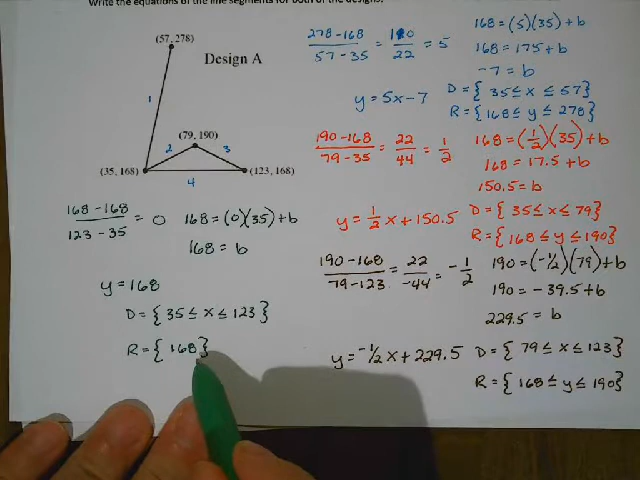 Write the equations of the line segments for both of the designs.
(57, 278)
Design A
1
(79, 190)
2
3
(35, 168)
4
(123, 168)
278-168 / 57-35 = 110 / 22 = 5
168=(5)(35)+b
168=175+b
-7=b
y=5x-7
D={35≤x≤57}
R={168≤y≤278}
190-168 / 79-35 = 22 / 44 = 1/2
168=(1/2)(35)+b
168=17.5+b
150.5=b
y=1/2x+150.5
D={35≤x≤79}
R={168≤y≤190}
168-168 / 123-35 = 0
168=(0)(35)+b
168=b
y=168
D={35≤x≤123}
R={168}
190-168 / 79-123 = 22 / -44 = -1/2
190=(-1/2)(79)+b
190=-39.5+b
229.5=b
y=-1/2x+229.5
D={79≤x≤123}
R={168≤y≤190}